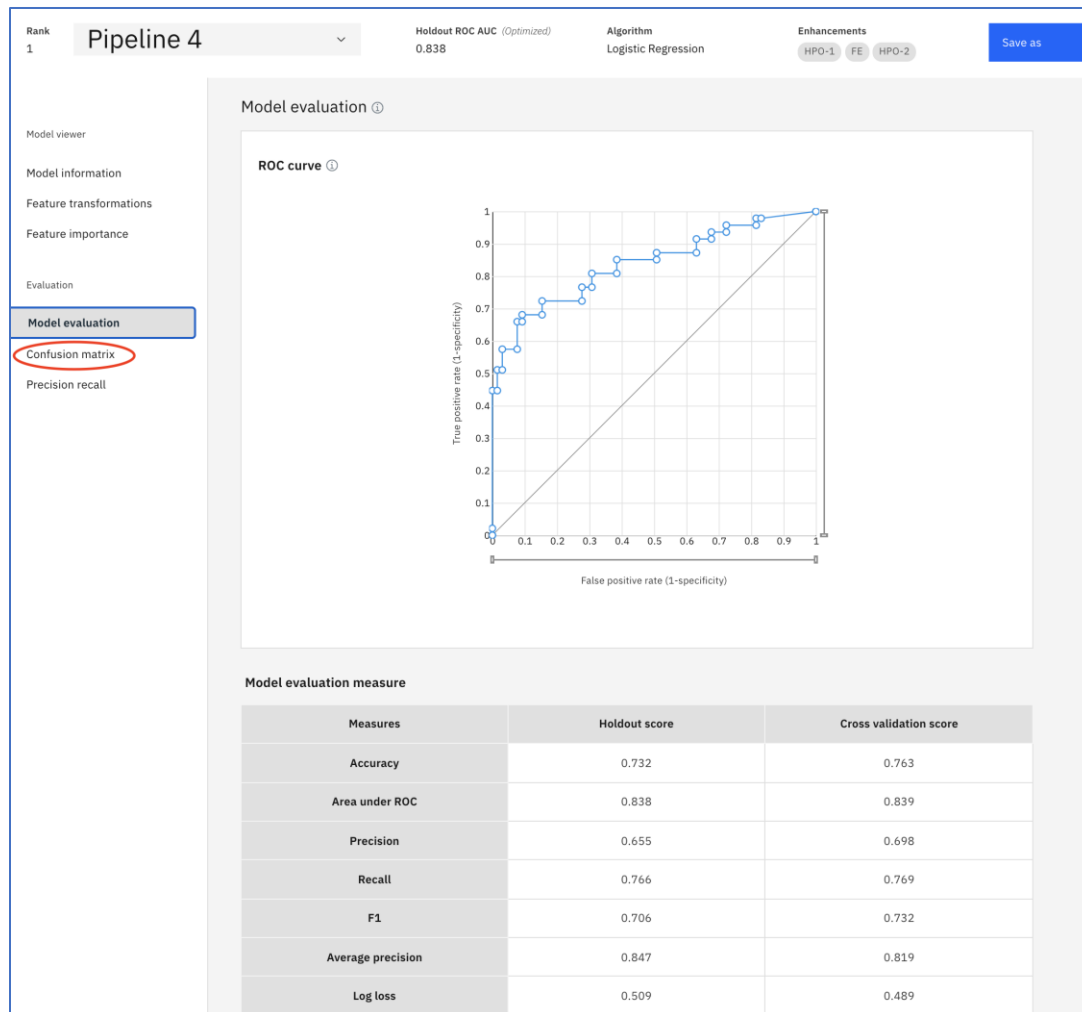 Rank
1
Pipeline 4
Holdout ROC AUC (Optimized)
0.838
Algorithm
Logistic Regression
Enhancements
HPO-1 FE HPO-2
Save as
Model viewer
Model information
Feature transformations
Feature importance
Evaluation
Model evaluation
Confusion matrix
Precision recall
Model evaluation
ROC curve
True positive rate (1-specificity)
1
0.9
0.8
0.7
0.6
0.5
0.4
0.3
0.2
0.1
0
0 0.1 0.2 0.3 0.4 0.5 0.6 0.7 0.8 0.9 1
False positive rate (1-specificity)
Model evaluation measure
Measures Holdout score Cross validation score
Accuracy 0.732 0.763
Area under ROC 0.838 0.839
Precision 0.655 0.698
Recall 0.766 0.769
F1 0.706 0.732
Average precision 0.847 0.819
Log loss 0.509 0.489